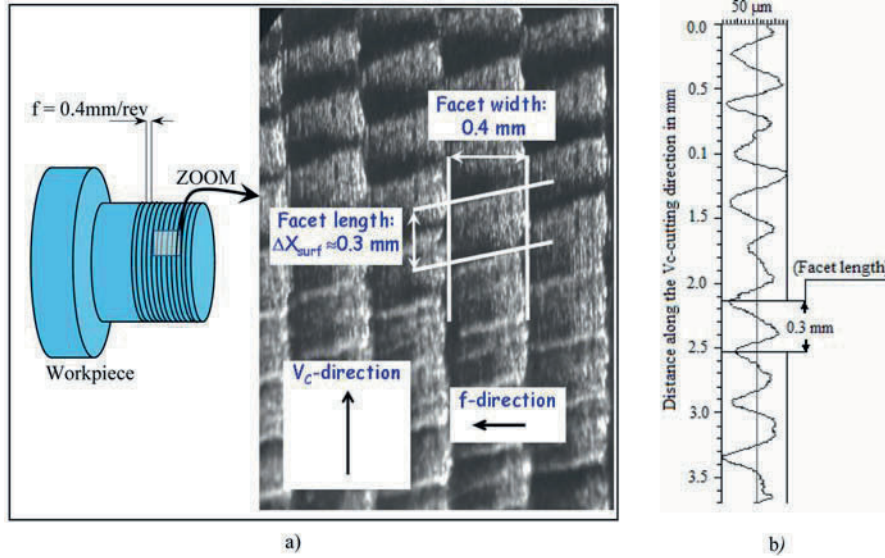 f = 0.4mm/rev
ZOOM
Workpiece
Facet width:
0.4 mm
Facet length:
ΔXsurf ≈0.3 mm
VC-direction
f-direction
a)
50 µm
0.0
0.5
0.1
1.5
2.0
2.5
3.0
3.5
Distance along the Vc-cutting direction in mm
(Facet length)
0.3 mm
b)